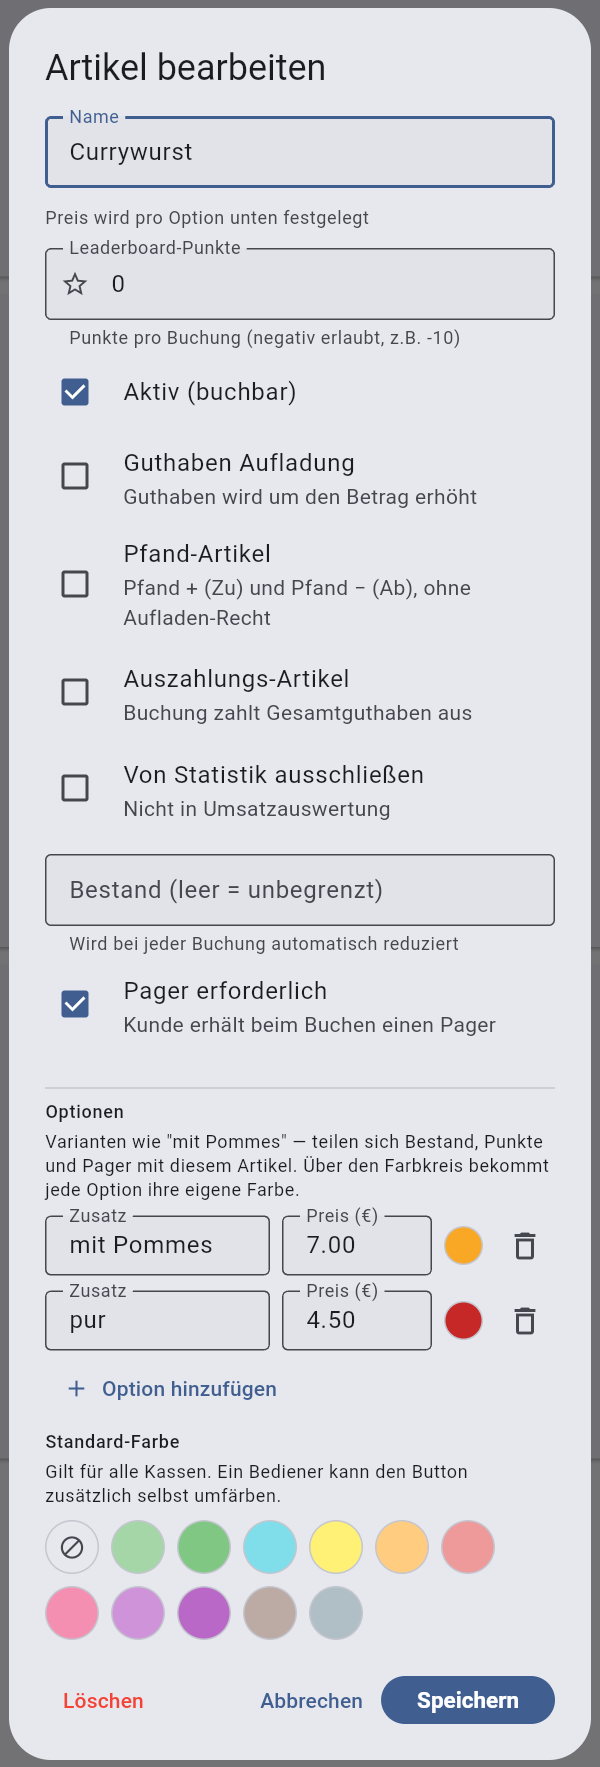 Artikel bearbeiten
Name
Currywurst
Preis wird pro Option unten festgelegt
Leaderboard-Punkte
0
Punkte pro Buchung (negativ erlaubt, z.B. -10)
Aktiv (buchbar)
Guthaben Aufladung
Guthaben wird um den Betrag erhöht
Pfand-Artikel
Pfand + (Zu) und Pfand − (Ab), ohne
Aufladen-Recht
Auszahlungs-Artikel
Buchung zahlt Gesamtguthaben aus
Von Statistik ausschließen
Nicht in Umsatzauswertung
Bestand (leer = unbegrenzt)
Wird bei jeder Buchung automatisch reduziert
Pager erforderlich
Kunde erhält beim Buchen einen Pager
Optionen
Varianten wie "mit Pommes" — teilen sich Bestand, Punkte
und Pager mit diesem Artikel. Über den Farbkreis bekommt
jede Option ihre eigene Farbe.
Zusatz Preis (€)
mit Pommes 7.00
Zusatz Preis (€)
pur 4.50
+ Option hinzufügen
Standard-Farbe
Gilt für alle Kassen. Ein Bediener kann den Button
zusätzlich selbst umfärben.
Löschen Abbrechen Speichern